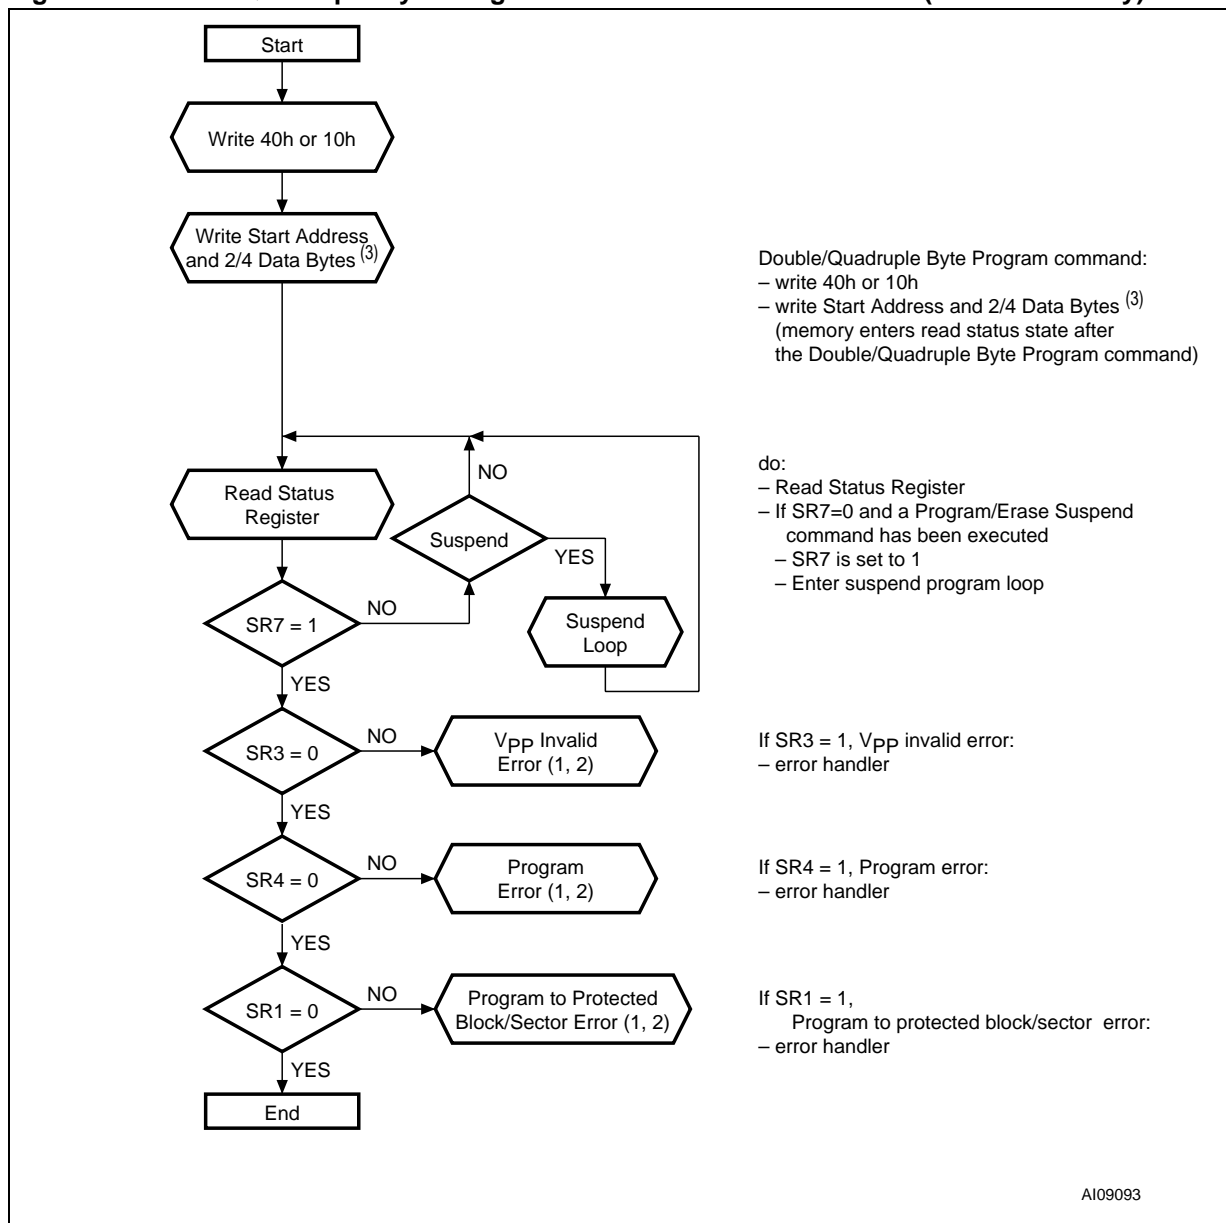 Start
Write 40h or 10h
Write Start Address
and 2/4 Data Bytes (3)
Double/Quadruple Byte Program command:
– write 40h or 10h
– write Start Address and 2/4 Data Bytes (3)
(memory enters read status state after
the Double/Quadruple Byte Program command)
NO
Read Status
Register
Suspend
YES
do:
– Read Status Register
– If SR7=0 and a Program/Erase Suspend
command has been executed
– SR7 is set to 1
– Enter suspend program loop
SR7 = 1
NO
Suspend
Loop
YES
SR3 = 0
NO
VPP Invalid
Error (1, 2)
If SR3 = 1, VPP invalid error:
– error handler
YES
SR4 = 0
NO
Program
Error (1, 2)
If SR4 = 1, Program error:
– error handler
YES
SR1 = 0
NO
Program to Protected
Block/Sector Error (1, 2)
If SR1 = 1,
Program to protected block/sector error:
– error handler
YES
End
AI09093